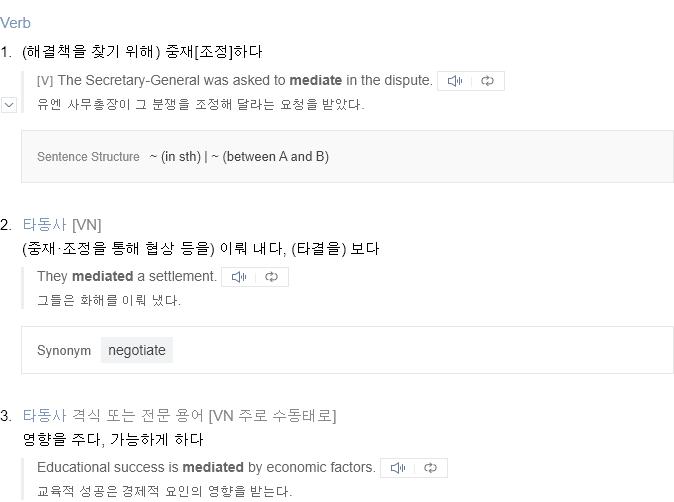 Verb
1. (해결책을 찾기 위해) 중재[조정]하다
[V] The Secretary-General was asked to mediate in the dispute.
유엔 사무총장이 그 분쟁을 조정해 달라는 요청을 받았다.
Sentence Structure ~ (in sth) | ~ (between A and B)
2. 타동사 [VN]
(중재·조정을 통해 협상 등을) 이뤄 내다, (타결을) 보다
They mediated a settlement.
그들은 화해를 이뤄 냈다.
Synonym negotiate
3. 타동사 격식 또는 전문 용어 [VN 주로 수동태로]
영향을 주다, 가능하게 하다
Educational success is mediated by economic factors.
교육적 성공은 경제적 요인의 영향을 받는다.